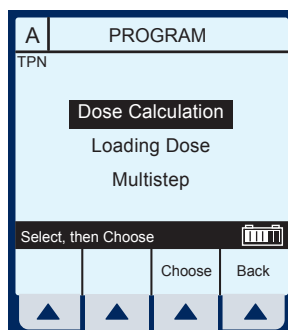 A PROGRAM
TPN
Dose Calculation
Loading Dose
Multistep
Select, then Choose
Choose Back